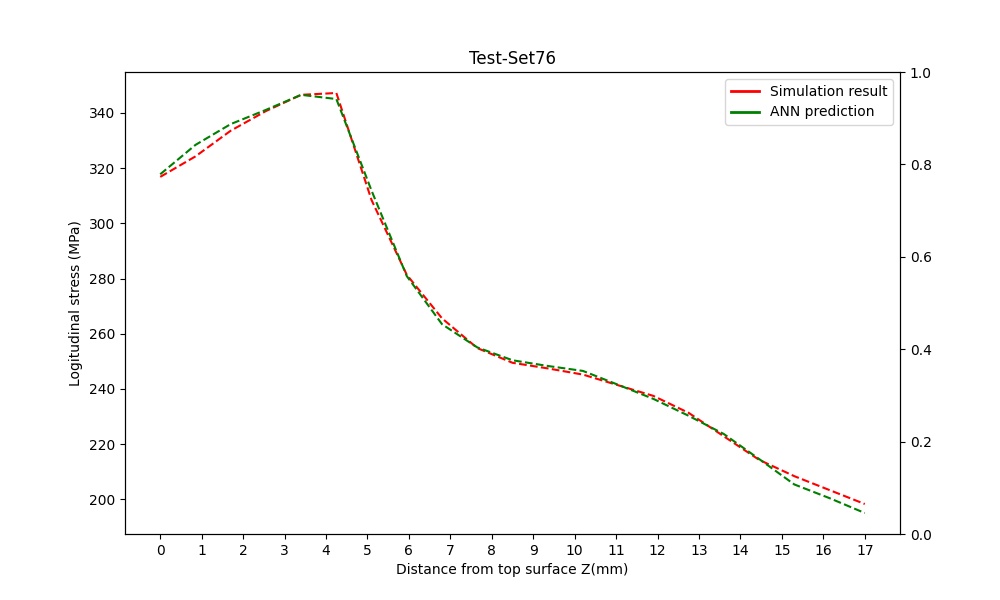 Test-Set76
Simulation result
ANN prediction
Logitudinal stress (MPa)
340
320
300
280
260
240
220
200
1.0
0.8
0.6
0.4
0.2
0.0
0 1 2 3 4 5 6 7 8 9 10 11 12 13 14 15 16 17
Distance from top surface Z(mm)